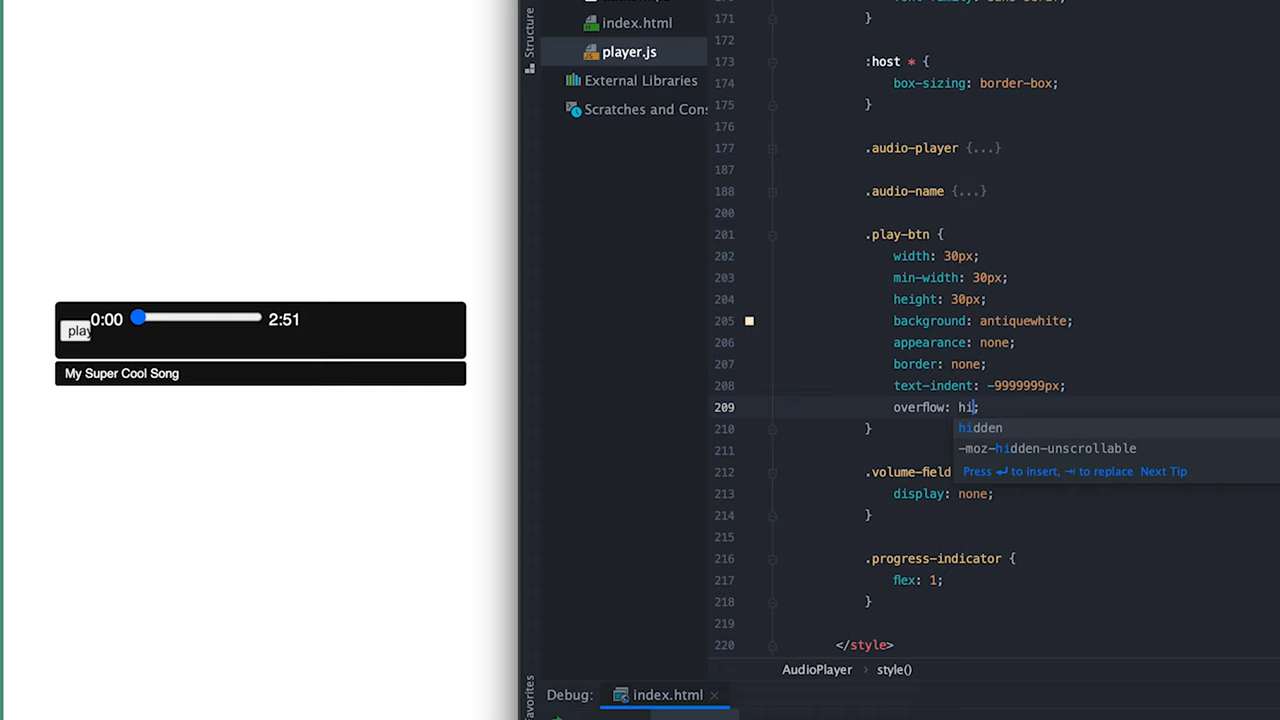 play
0:00
2:51
My Super Cool Song
Structure
index.html
player.js
External Libraries
Scratches and Cons
171 }
172
173 :host * {
174 box-sizing: border-box;
175 }
176
177 .audio-player {...}
187
188 .audio-name {...}
200
201 .play-btn {
202 width: 30px;
203 min-width: 30px;
204 height: 30px;
205 background: antiquewhite;
206 appearance: none;
207 border: none;
208 text-indent: -9999999px;
209 overflow: hi;
hidden
210 }
-moz-hidden-unscrollable
211
Press ↵ to insert, ⇥ to replace Next Tip
212 .volume-field
213 display: none;
214 }
215
216 .progress-indicator {
217 flex: 1;
218 }
219
220 </style>
AudioPlayer › style()
Favorites
Debug: index.html ×